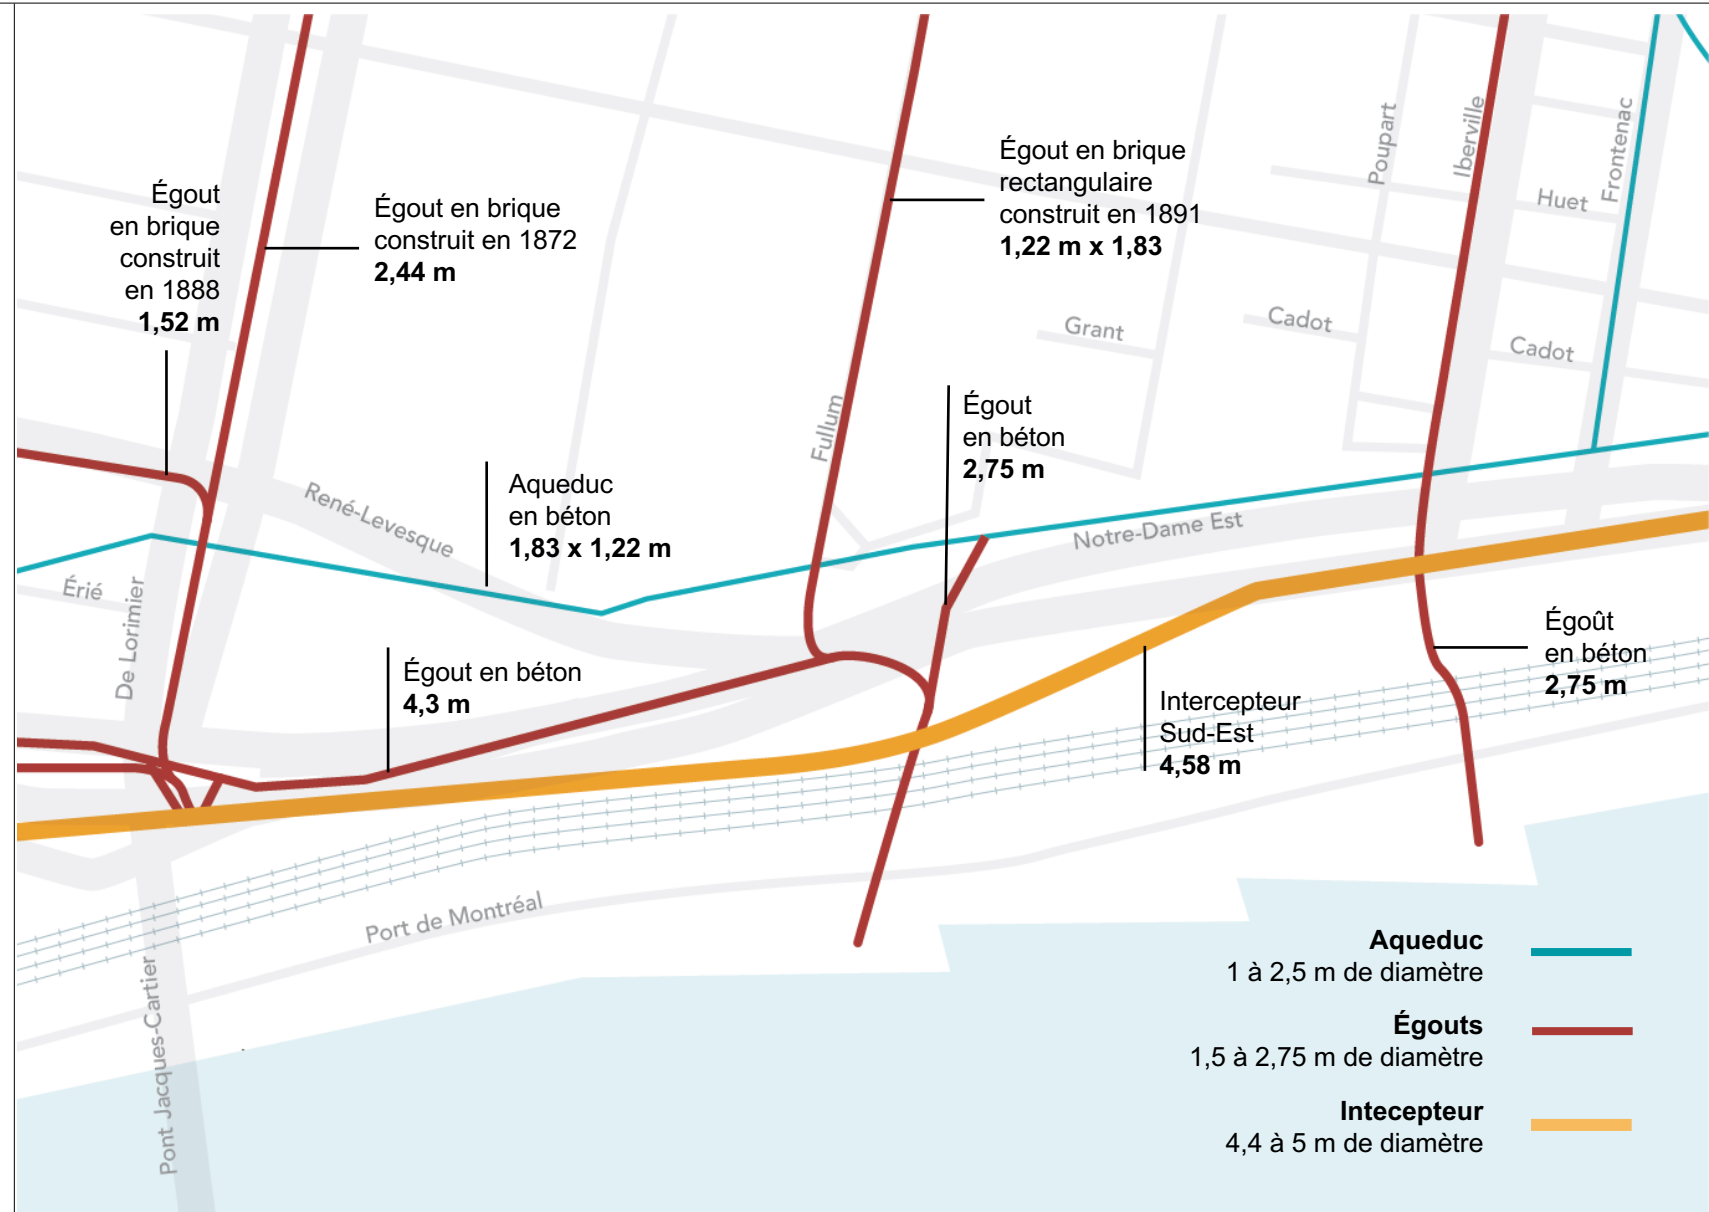 Égout
en brique
construit
en 1888
1,52 m
Égout en brique
construit en 1872
2,44 m
Égout en brique
rectangulaire
construit en 1891
1,22 m x 1,83
Poupart
Iberville
Frontenac
Huet
Grant
Cadot
Cadot
Fullum
Égout
en béton
2,75 m
René-Levesque
Aqueduc
en béton
1,83 x 1,22 m
Notre-Dame Est
Érié
De Lorimier
Égout en béton
4,3 m
Égoût
en béton
2,75 m
Intercepteur
Sud-Est
4,58 m
Port de Montréal
Pont Jacques-Cartier
Aqueduc
1 à 2,5 m de diamètre
Égouts
1,5 à 2,75 m de diamètre
Intecepteur
4,4 à 5 m de diamètre